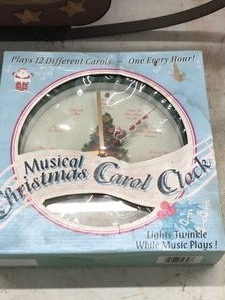 Plays 12 Different Carols - One Every Hour!
Musical
Christmas Carol Clock
Lights Twinkle
While Music Plays!